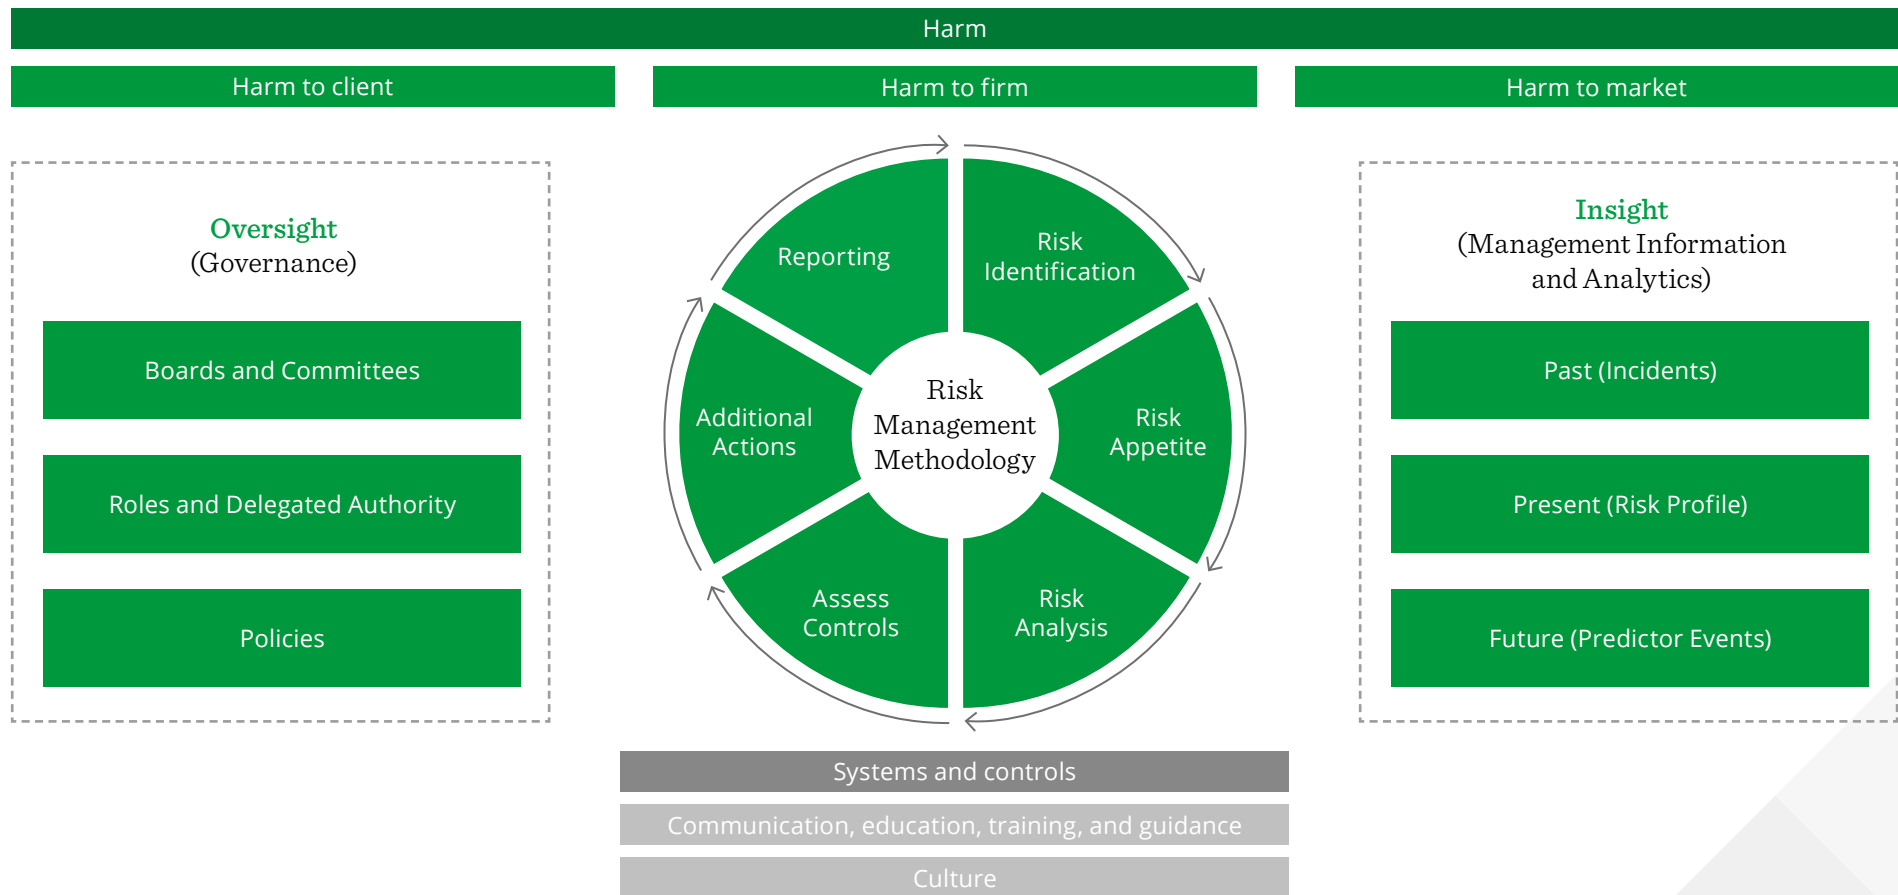 Harm
Harm to client
Harm to firm
Harm to market
Oversight
(Governance)
Boards and Committees
Roles and Delegated Authority
Policies
Risk
Management
Methodology
Risk
Identification
Risk
Appetite
Risk
Analysis
Assess
Controls
Additional
Actions
Reporting
Insight
(Management Information
and Analytics)
Past (Incidents)
Present (Risk Profile)
Future (Predictor Events)
Systems and controls
Communication, education, training, and guidance
Culture